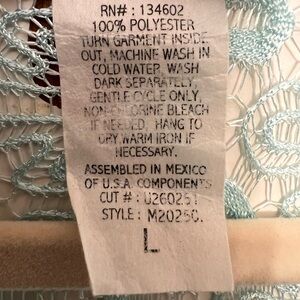 RN# : 134602
100% POLYESTER
TURN GARMENT INSIDE
OUT, MACHINE WASH IN
COLD WATER, WASH
DARK SEPARATELY,
GENTLE CYCLE ONLY,
NON-CHLORINE BLEACH
IF NEEDED. HANG TO
DRY WARM IRON IF
NECESSARY.
ASSEMBLED IN MEXICO
OF U.S.A. COMPONENTS
CUT # :
STYLE :
L